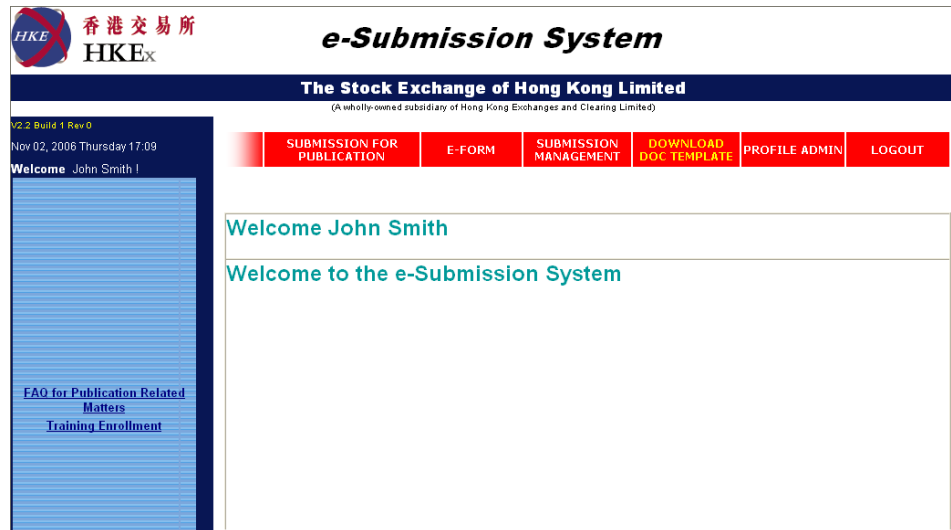 HKE
香港交易所
HKEx
e-Submission System
The Stock Exchange of Hong Kong Limited
(A wholly-owned subsidiary of Hong Kong Exchanges and Clearing Limited)
V2.2 Build 1 Rev 0
Nov 02, 2006 Thursday 17:09
Welcome John Smith !
SUBMISSION FOR
PUBLICATION
E-FORM
SUBMISSION
MANAGEMENT
DOWNLOAD
DOC TEMPLATE
PROFILE ADMIN
LOGOUT
Welcome John Smith
Welcome to the e-Submission System
FAQ for Publication Related
Matters
Training Enrollment